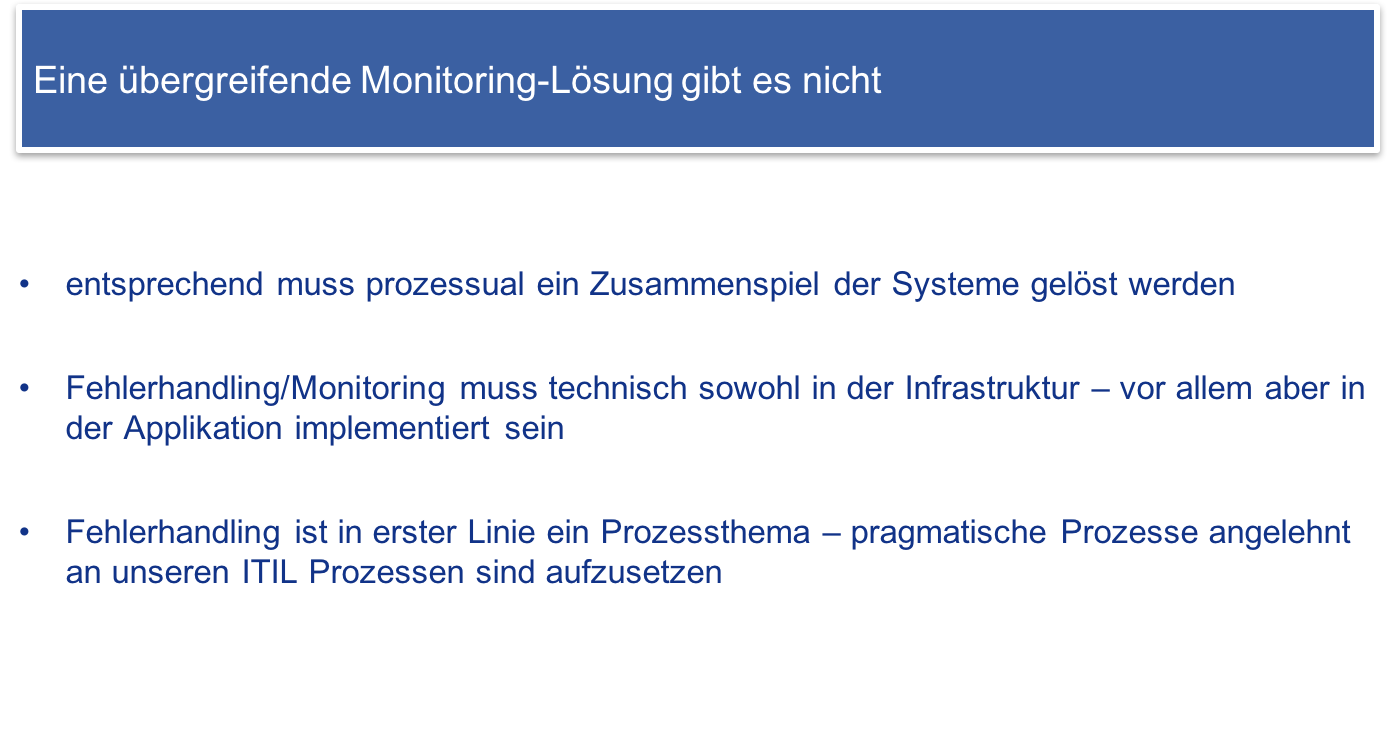 Eine übergreifende Monitoring-Lösung gibt es nicht
• entsprechend muss prozessual ein Zusammenspiel der Systeme gelöst werden
• Fehlerhandling/Monitoring muss technisch sowohl in der Infrastruktur – vor allem aber in
der Applikation implementiert sein
• Fehlerhandling ist in erster Linie ein Prozessthema – pragmatische Prozesse angelehnt
an unseren ITIL Prozessen sind aufzusetzen